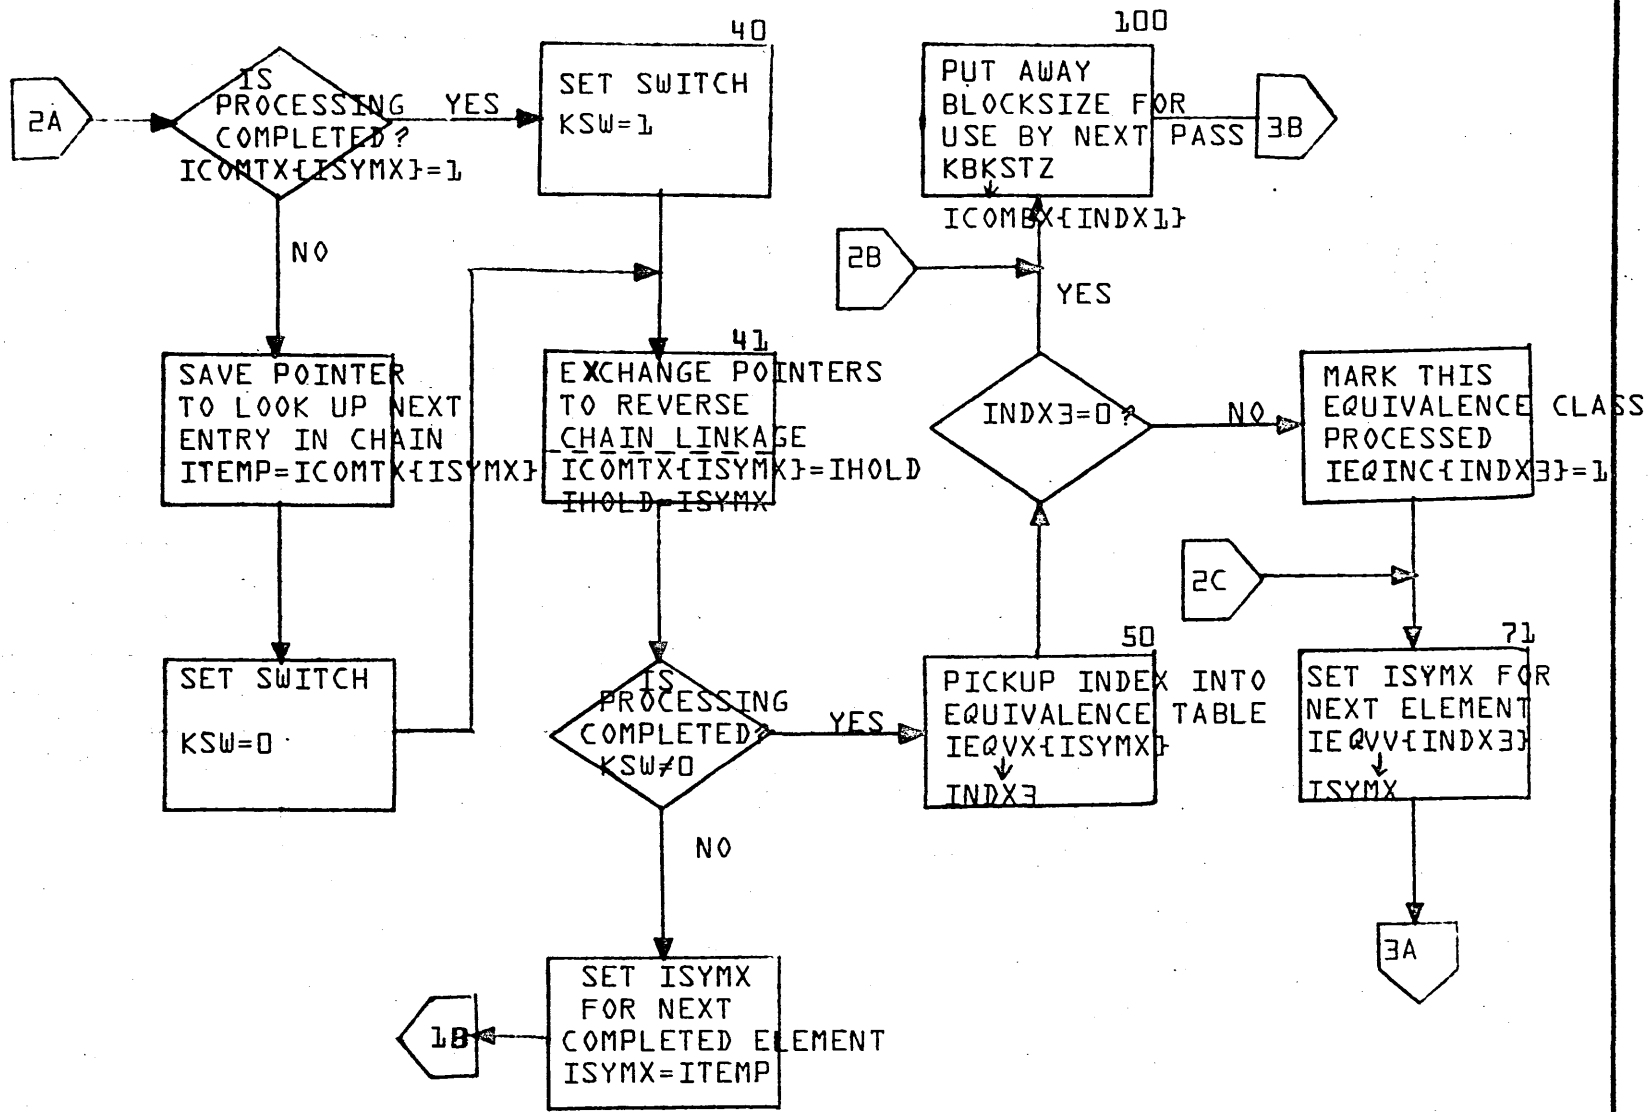 2A
IS
PROCESSING
COMPLETED?
ICOMTX{ISYMX}=1
YES
NO
40
SET SWITCH
KSW=1
SAVE POINTER
TO LOOK UP NEXT
ENTRY IN CHAIN
ITEMP=ICOMTX{ISYMX}
SET SWITCH
KSW=0
41
EXCHANGE POINTERS
TO REVERSE
CHAIN LINKAGE
ICOMTX{ISYMX}=IHOLD
IHOLD=ISYMX
IS
PROCESSING
COMPLETED?
KSW≠0
YES
NO
SET ISYMX
FOR NEXT
COMPLETED ELEMENT
ISYMX=ITEMP
1B
50
PICKUP INDEX INTO
EQUIVALENCE TABLE
IEQVX{ISYMX}
↓
INDX3
INDX3=0?
YES
NO
2B
100
PUT AWAY
BLOCKSIZE FOR
USE BY NEXT PASS
KBKSTZ
↓
ICOMBX{INDX1}
3B
MARK THIS
EQUIVALENCE CLASS
PROCESSED
IEQINC{INDX3}=1
2C
71
SET ISYMX FOR
NEXT ELEMENT
IEQVV{INDX3}
↓
ISYMX
3A